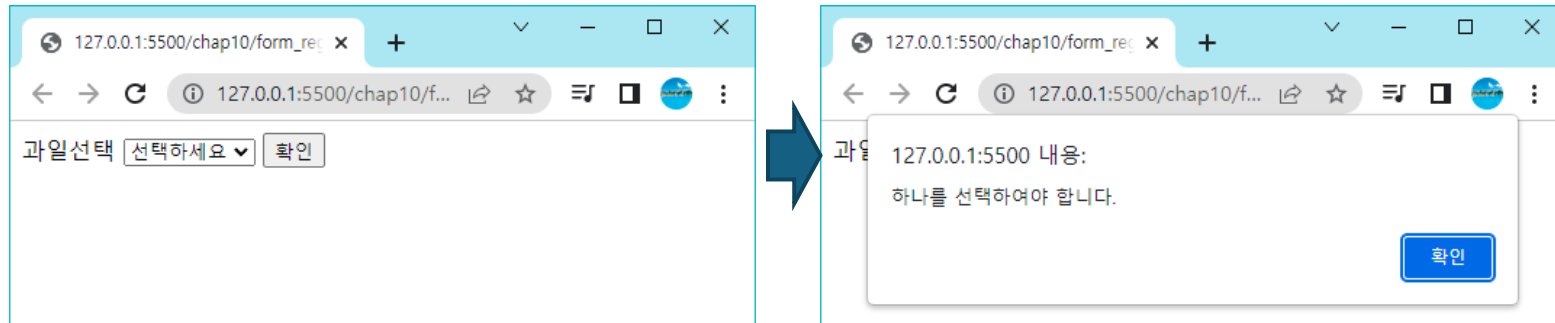 127.0.0.1:5500/chap10/form_reg
127.0.0.1:5500/chap10/f...
과일선택 선택하세요 확인
127.0.0.1:5500/chap10/form_reg
127.0.0.1:5500/chap10/f...
과일
127.0.0.1:5500 내용:
하나를 선택하여야 합니다.
확인